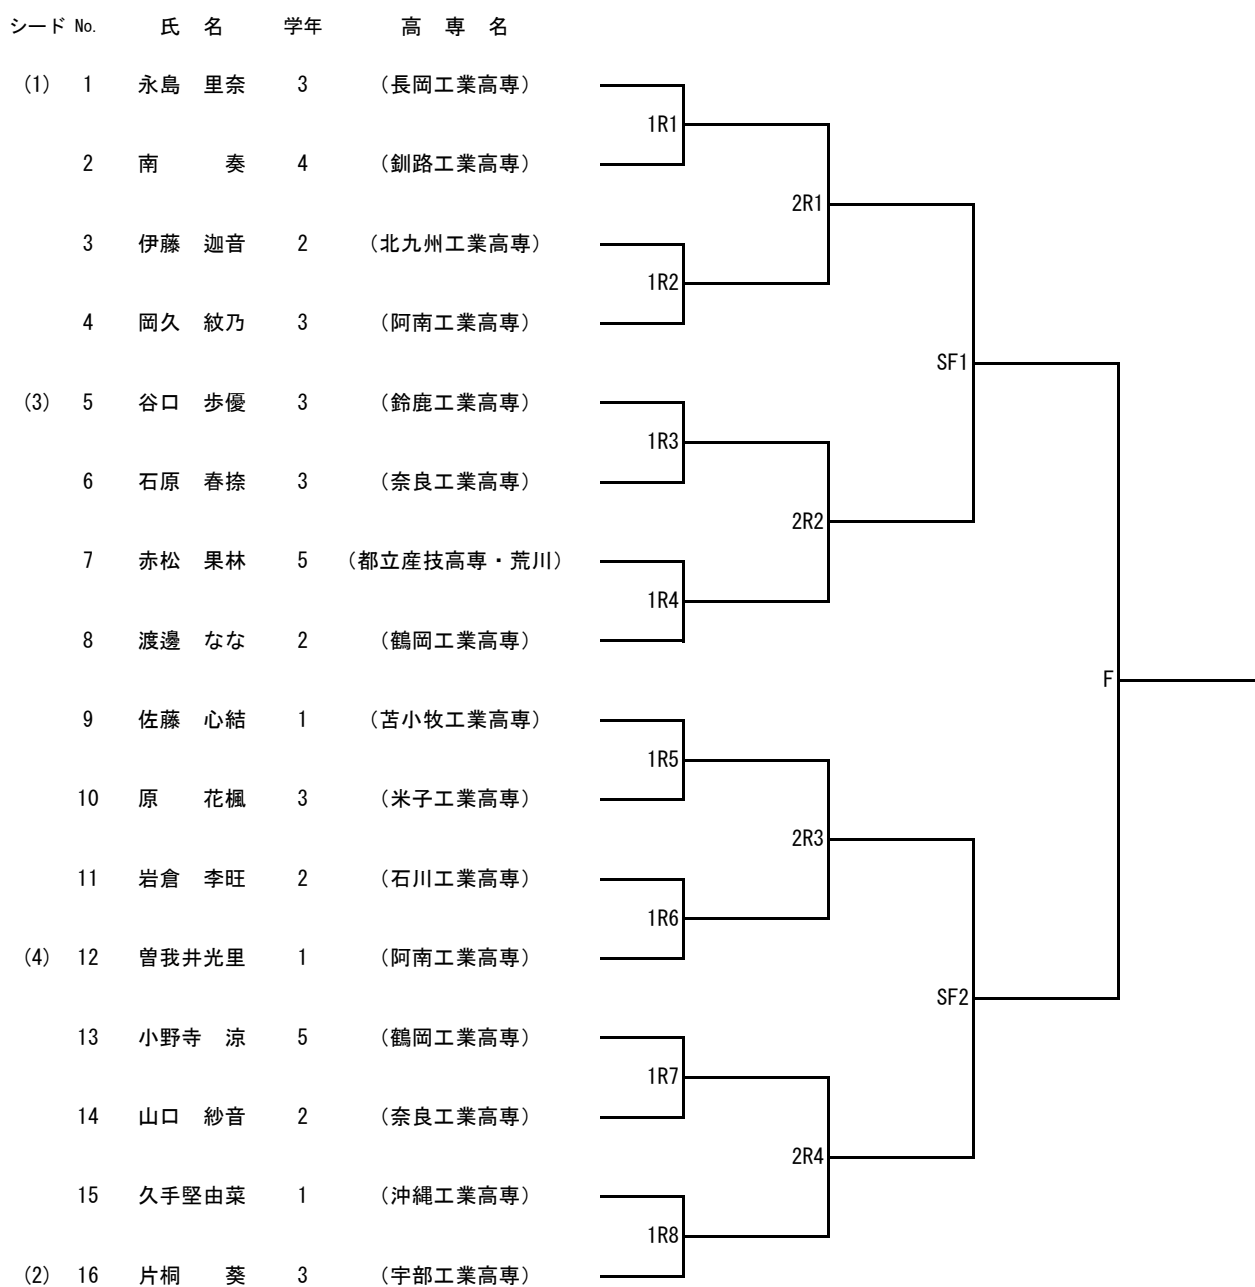 シード No. 氏 名 学年 高 専 名
(1) 1 永島 里奈 3 (長岡工業高専)
1R1
2 南 奏 4 (釧路工業高専)
2R1
3 伊藤 迦音 2 (北九州工業高専)
1R2
4 岡久 紋乃 3 (阿南工業高専)
SF1
(3) 5 谷口 歩優 3 (鈴鹿工業高専)
1R3
6 石原 春捺 3 (奈良工業高専)
2R2
7 赤松 果林 5 (都立産技高専・荒川)
1R4
8 渡邊 なな 2 (鶴岡工業高専)
F
9 佐藤 心結 1 (苫小牧工業高専)
1R5
10 原 花楓 3 (米子工業高専)
2R3
11 岩倉 李旺 2 (石川工業高専)
1R6
(4) 12 曽我井光里 1 (阿南工業高専)
SF2
13 小野寺 涼 5 (鶴岡工業高専)
1R7
14 山口 紗音 2 (奈良工業高専)
2R4
15 久手堅由菜 1 (沖縄工業高専)
1R8
(2) 16 片桐 葵 3 (宇部工業高専)